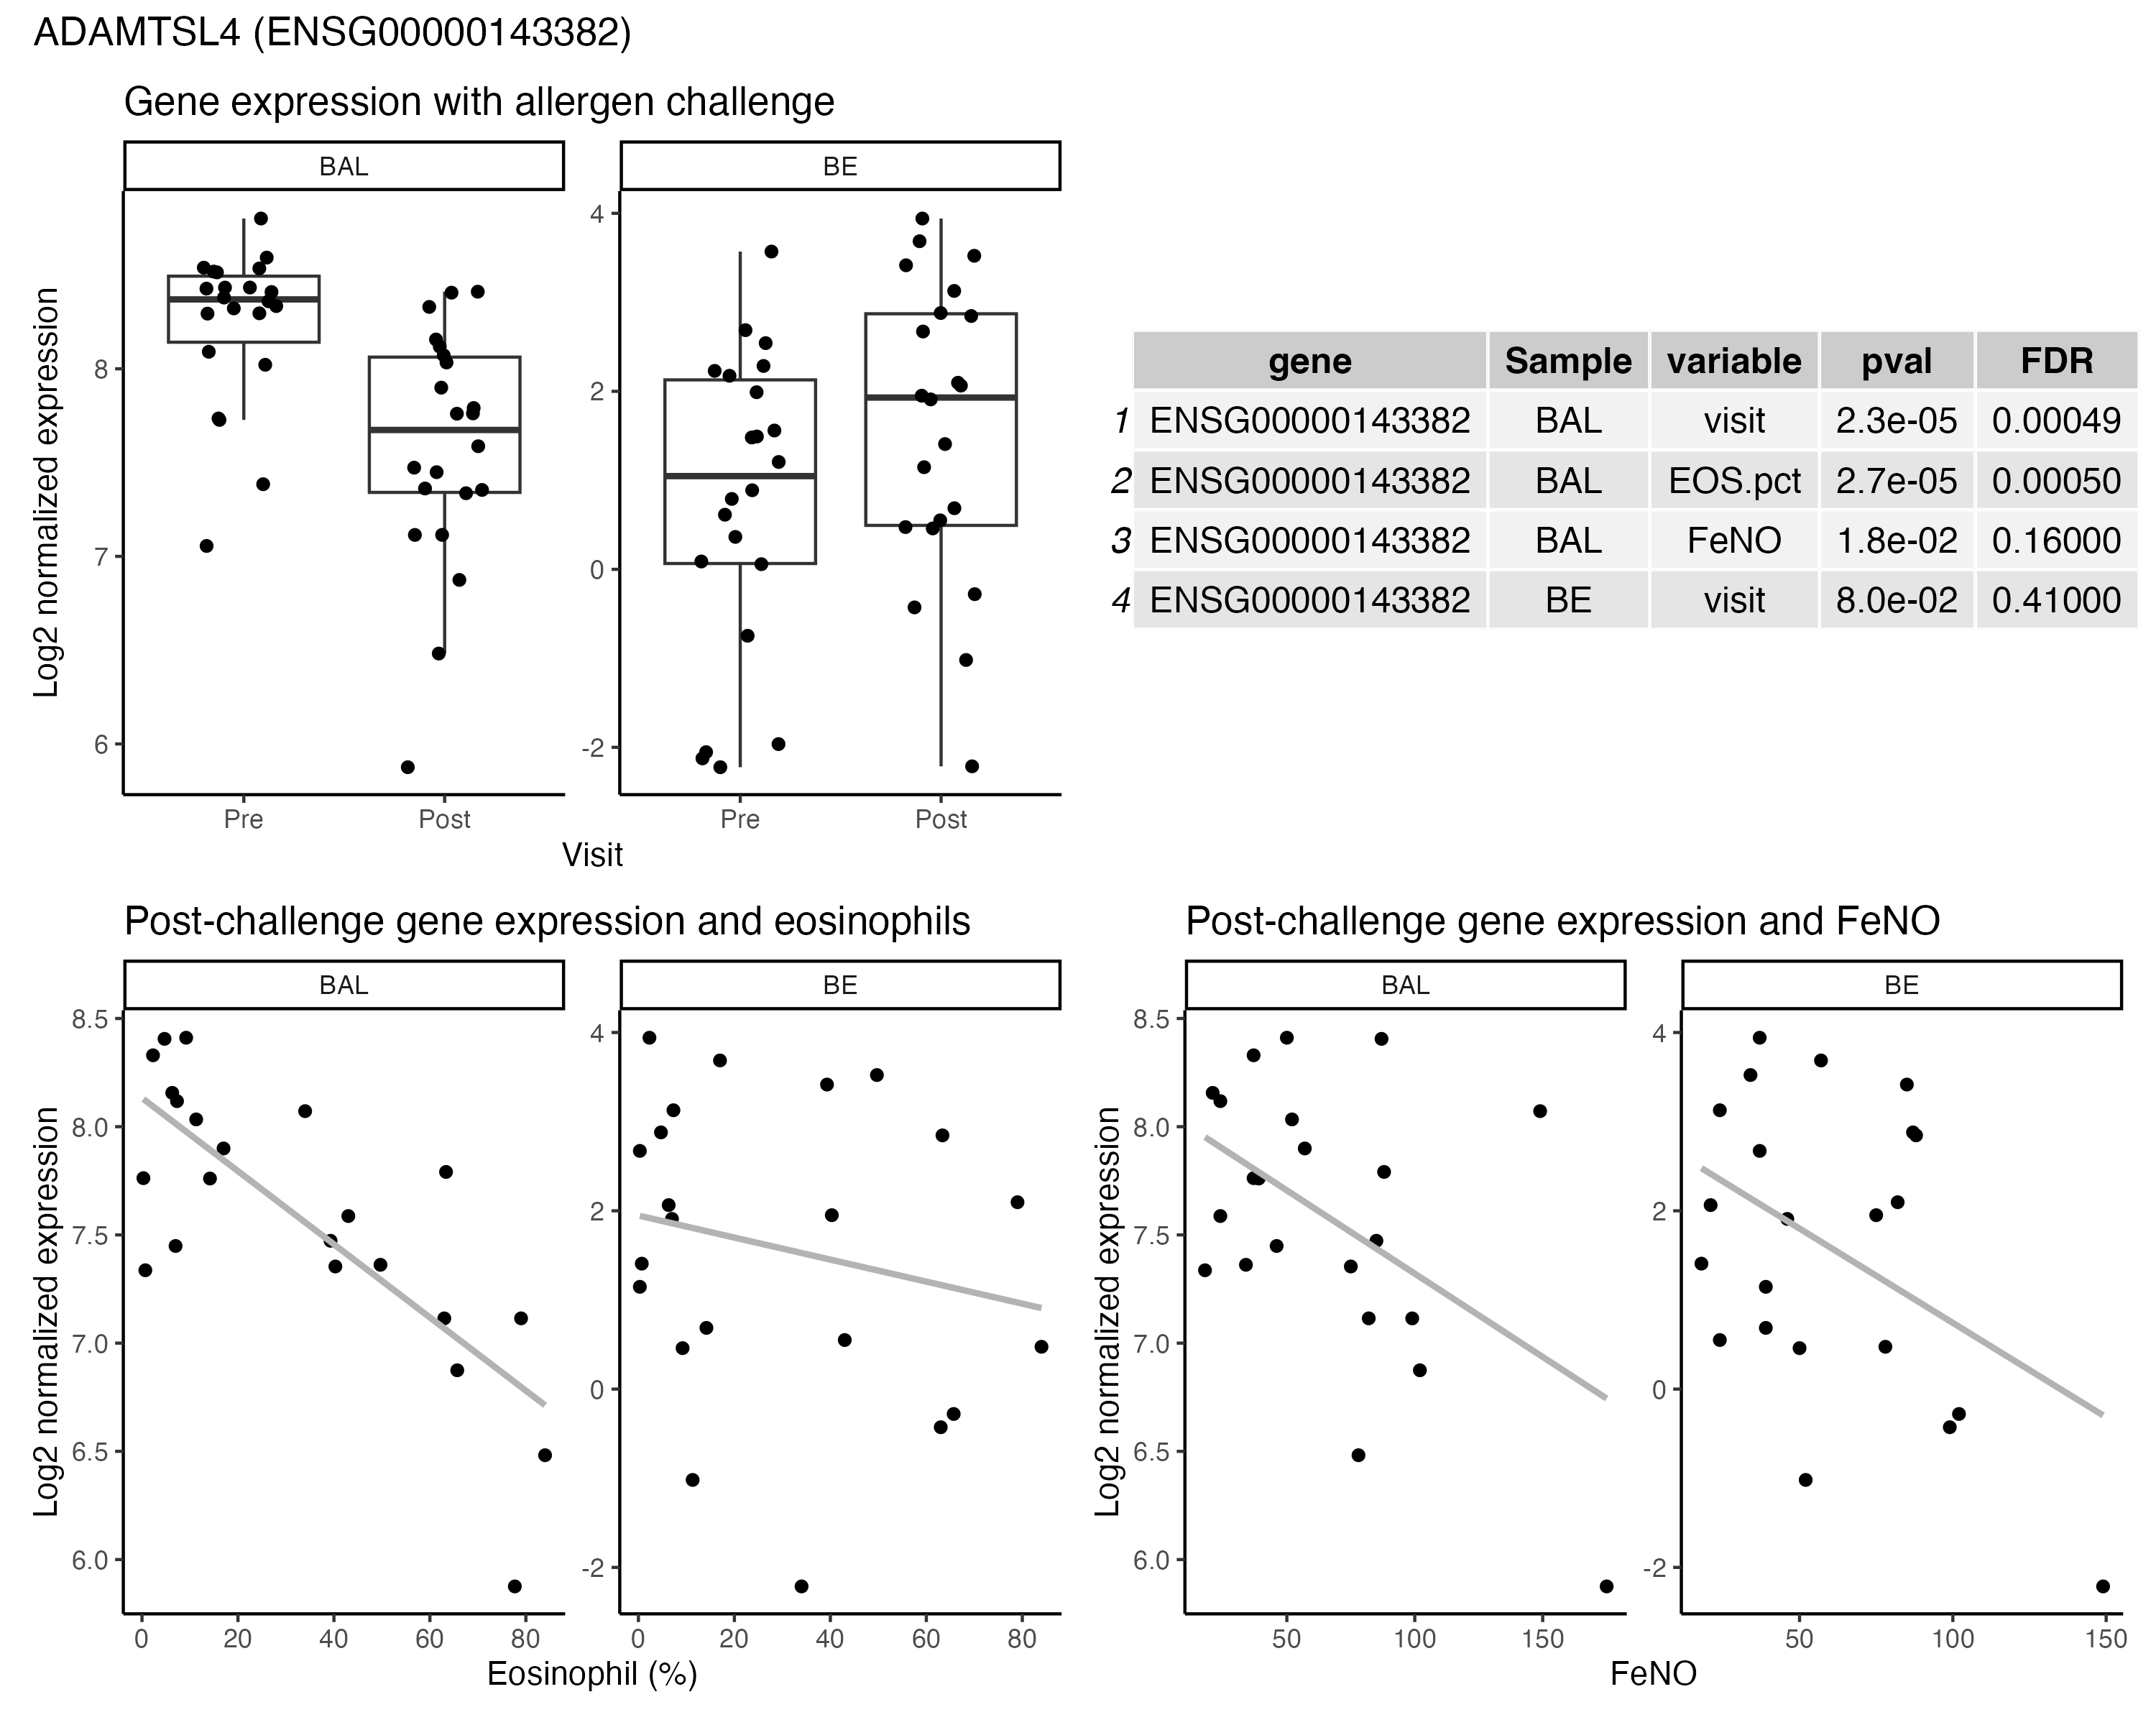 ADAMTSL4 (ENSG00000143382)
Gene expression with allergen challenge
BAL BE
Log2 normalized expression
8
7
6
4
2
0
-2
Pre Post Pre Post
Visit
gene Sample variable pval FDR
1 ENSG00000143382 BAL visit 2.3e-05 0.00049
2 ENSG00000143382 BAL EOS.pct 2.7e-05 0.00050
3 ENSG00000143382 BAL FeNO 1.8e-02 0.16000
4 ENSG00000143382 BE visit 8.0e-02 0.41000
Post-challenge gene expression and eosinophils
BAL BE
Log2 normalized expression
8.5
8.0
7.5
7.0
6.5
6.0
4
2
0
-2
0 20 40 60 80 0 20 40 60 80
Eosinophil (%)
Post-challenge gene expression and FeNO
BAL BE
Log2 normalized expression
8.5
8.0
7.5
7.0
6.5
6.0
4
2
0
-2
50 100 150 50 100 150
FeNO